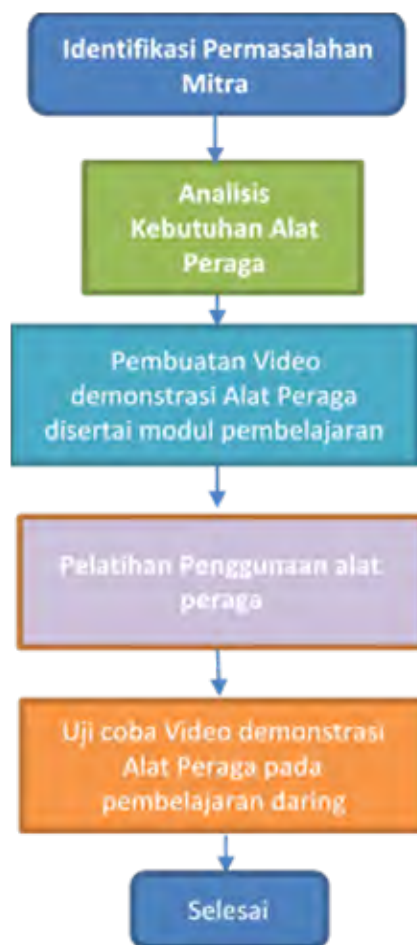 Identifikasi Permasalahan
Mitra
Analisis
Kebutuhan Alat
Peraga
Pembuatan Video
demonstrasi Alat Peraga
disertai modul pembelajaran
Pelatihan Penggunaan alat
peraga
Uji coba Video demonstrasi
Alat Peraga pada
pembelajaran daring
Selesai